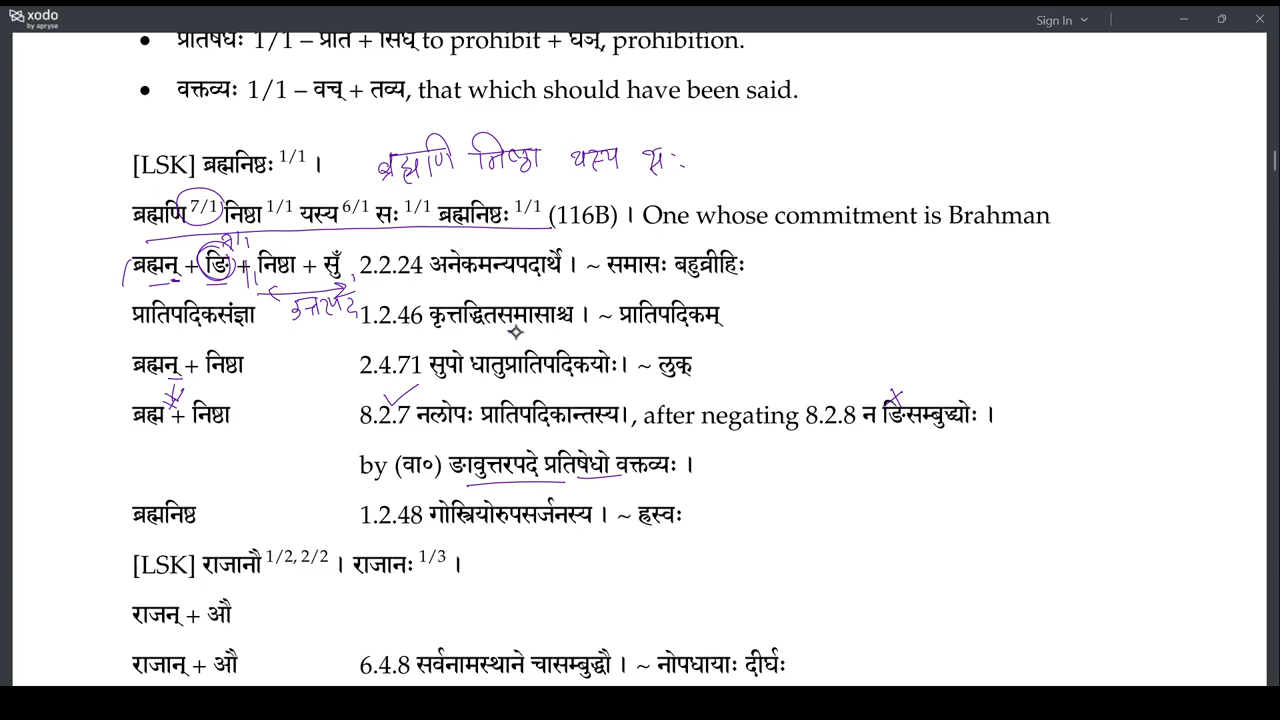 xodo
by apryse
Sign In
• प्रतिषेधः 1/1 – प्रति + सिध् to prohibit + घञ्, prohibition.
• वक्तव्यः 1/1 – वच् + तव्य, that which should have been said.
[LSK] ब्रह्मनिष्ठः 1/1 ।
ब्रह्मणि निष्ठा यस्य सः
ब्रह्मणि 7/1 निष्ठा 1/1 यस्य 6/1 सः 1/1 ब्रह्मनिष्ठः 1/1 (116B) । One whose commitment is Brahman
ब्रह्मन् + ङि + निष्ठा + सुँ 2.2.24 अनेकमन्यपदार्थे । ~ समासः बहुव्रीहिः
उत्तरपद
प्रातिपदिकसंज्ञा 1.2.46 कृत्तद्धितसमासाश्च । ~ प्रातिपदिकम्
ब्रह्मन् + निष्ठा 2.4.71 सुपो धातुप्रातिपदिकयोः। ~ लुक्
ब्रह्म + निष्ठा 8.2.7 नलोपः प्रातिपदिकान्तस्य।, after negating 8.2.8 न ङिसम्बुद्ध्योः ।
by (वा०) ङावुत्तरपदे प्रतिषेधो वक्तव्यः ।
ब्रह्मनिष्ठ 1.2.48 गोस्त्रियोरुपसर्जनस्य । ~ ह्रस्वः
[LSK] राजानौ 1/2, 2/2 । राजानः 1/3 ।
राजन् + औ
राजान् + औ 6.4.8 सर्वनामस्थाने चासम्बुद्धौ । ~ नोपधायाः दीर्घः